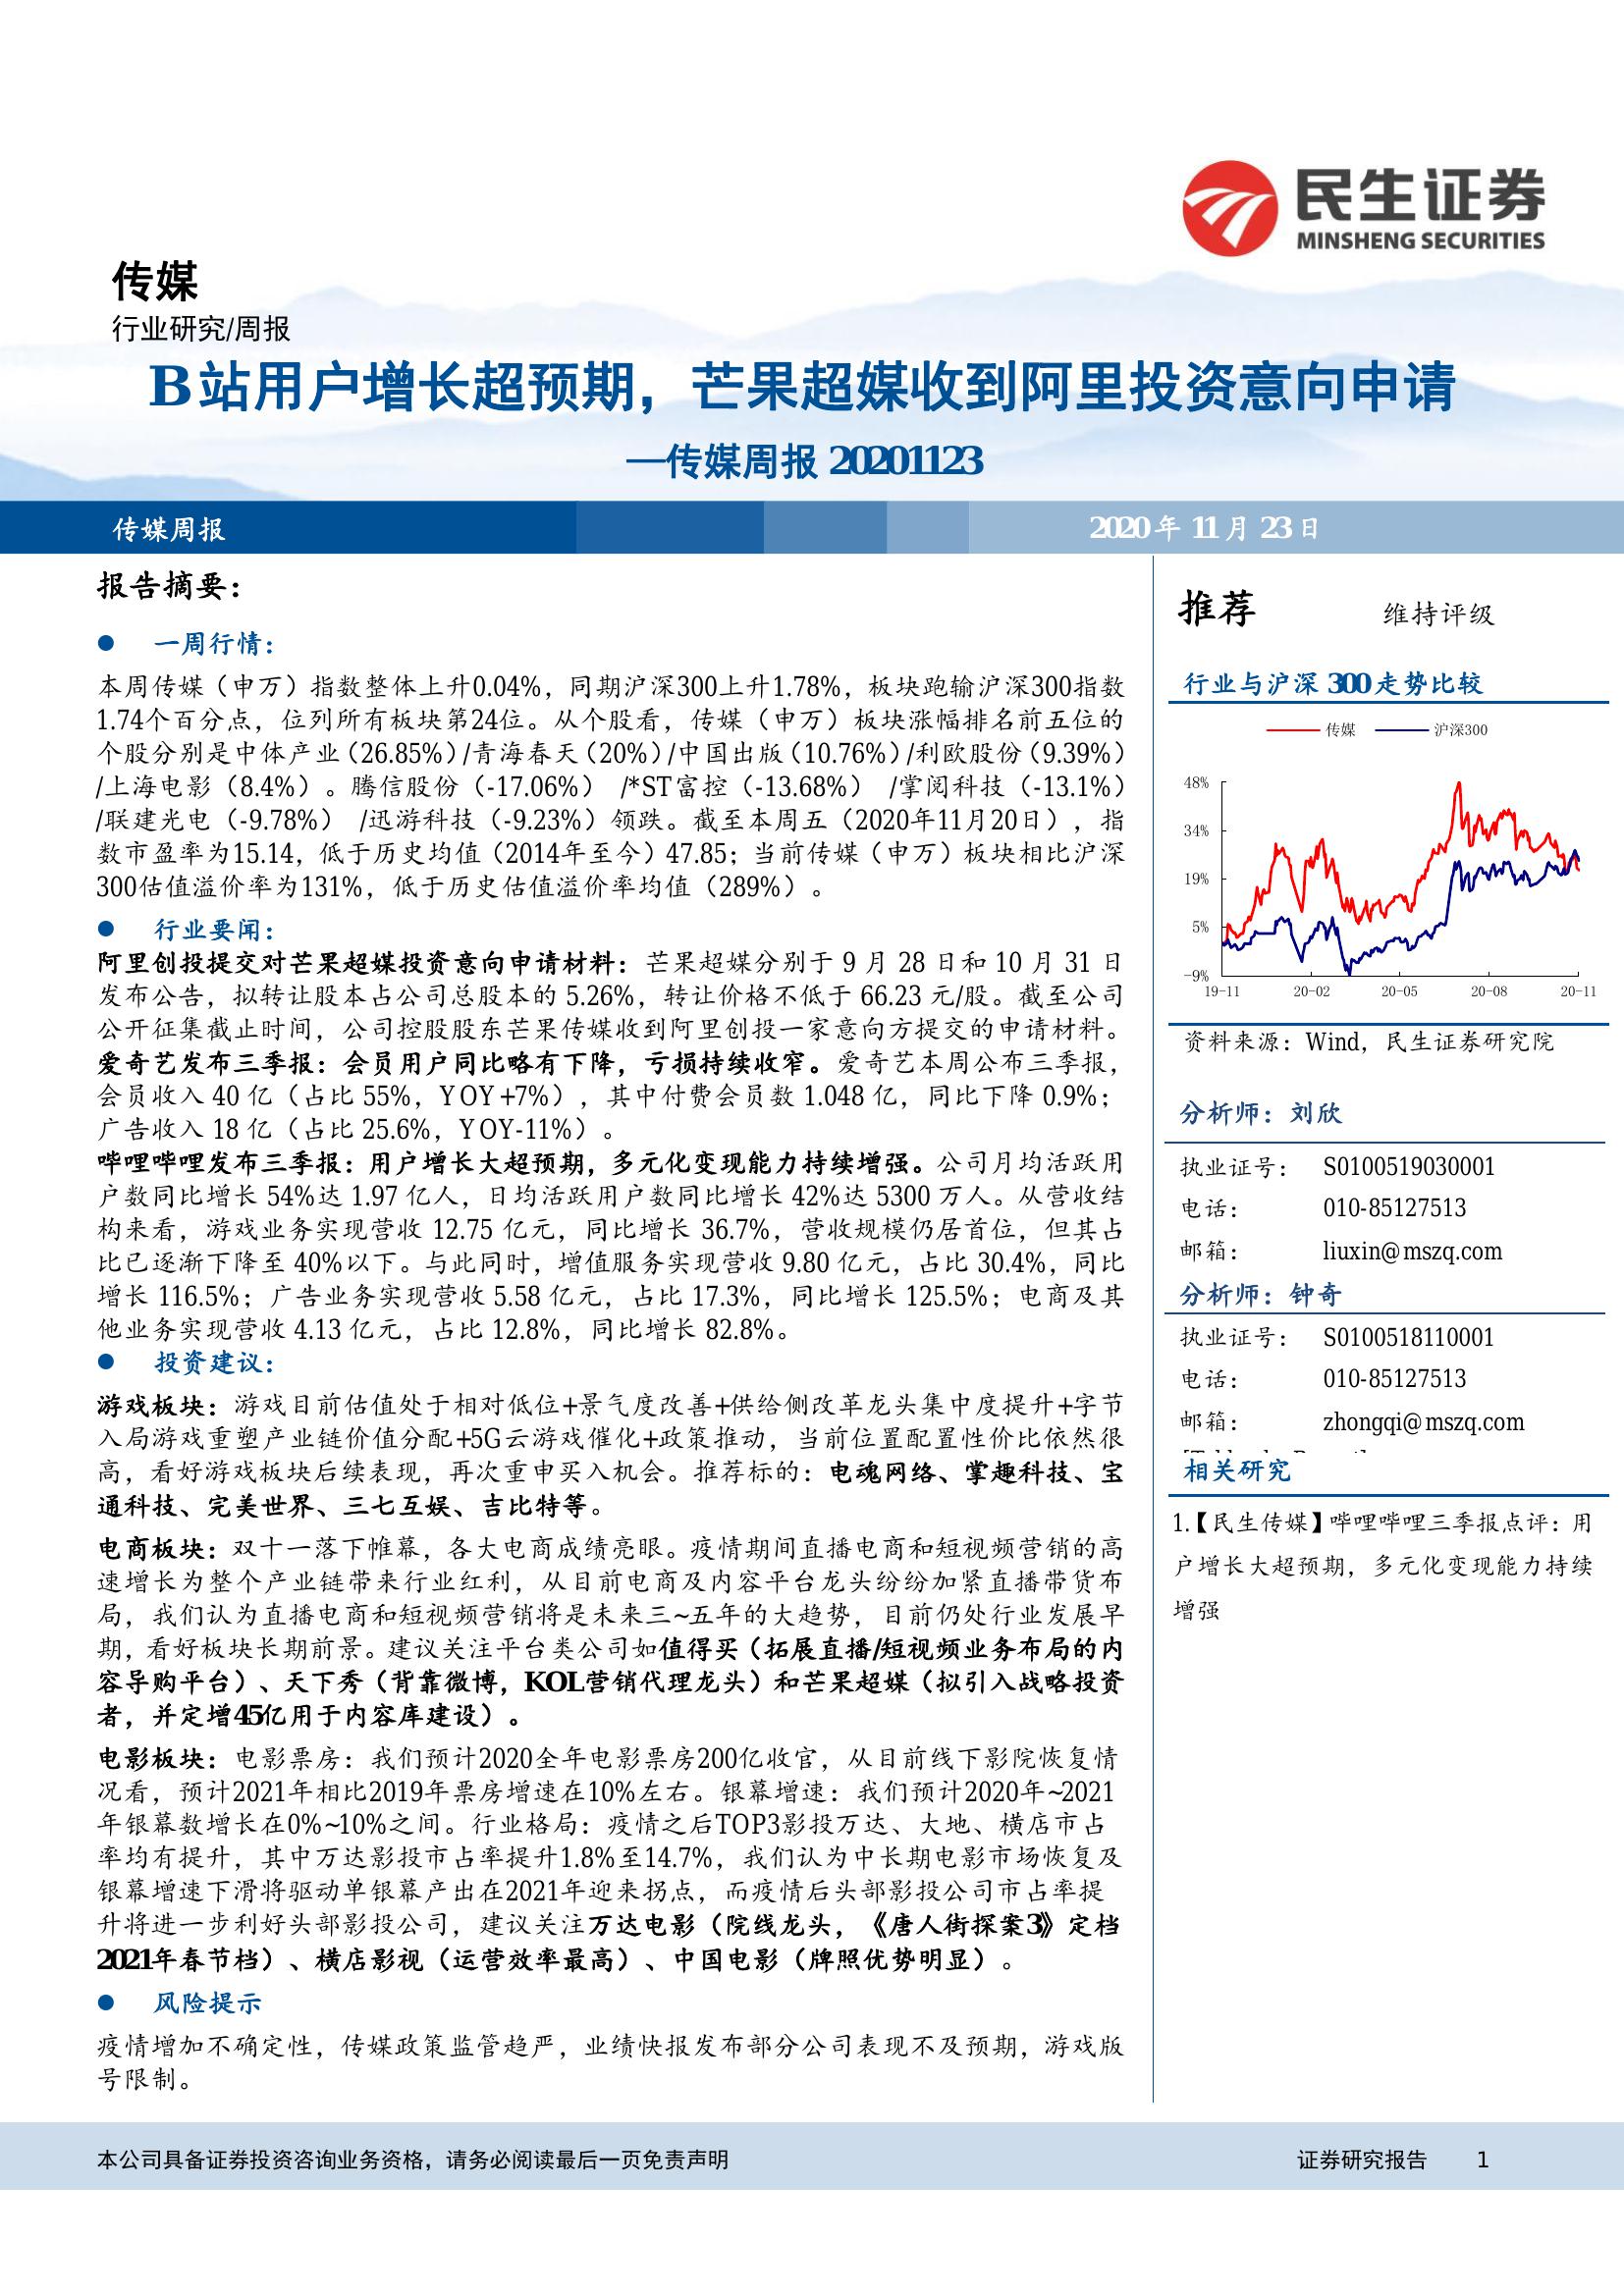 民生证券
MINSHENG SECURITIES
传媒
行业研究/周报
B站用户增长超预期，芒果超媒收到阿里投资意向申请
—传媒周报 20201123
传媒周报
2020年11月23日
报告摘要：
● 一周行情：
本周传媒（申万）指数整体上升0.04%，同期沪深300上升1.78%，板块跑输沪深300指数
1.74个百分点，位列所有板块第24位。从个股看，传媒（申万）板块涨幅排名前五位的
个股分别是中体产业（26.85%）/青海春天（20%）/中国出版（10.76%）/利欧股份（9.39%）
/上海电影（8.4%）。腾信股份（-17.06%） /*ST富控（-13.68%） /掌阅科技（-13.1%）
/联建光电（-9.78%） /迅游科技（-9.23%）领跌。截至本周五（2020年11月20日），指
数市盈率为15.14，低于历史均值（2014年至今）47.85；当前传媒（申万）板块相比沪深
300估值溢价率为131%，低于历史估值溢价率均值（289%）。
● 行业要闻：
阿里创投提交对芒果超媒投资意向申请材料：芒果超媒分别于 9 月 28 日和 10 月 31 日
发布公告，拟转让股本占公司总股本的 5.26%，转让价格不低于 66.23 元/股。截至公司
公开征集截止时间，公司控股股东芒果传媒收到阿里创投一家意向方提交的申请材料。
爱奇艺发布三季报：会员用户同比略有下降，亏损持续收窄。爱奇艺本周公布三季报，
会员收入 40 亿（占比 55%，YOY+7%），其中付费会员数 1.048 亿，同比下降 0.9%；
广告收入 18 亿（占比 25.6%，YOY-11%）。
哔哩哔哩发布三季报：用户增长大超预期，多元化变现能力持续增强。公司月均活跃用
户数同比增长 54%达 1.97 亿人，日均活跃用户数同比增长 42%达 5300 万人。从营收结
构来看，游戏业务实现营收 12.75 亿元，同比增长 36.7%，营收规模仍居首位，但其占
比已逐渐下降至 40%以下。与此同时，增值服务实现营收 9.80 亿元，占比 30.4%，同比
增长 116.5%；广告业务实现营收 5.58 亿元，占比 17.3%，同比增长 125.5%；电商及其
他业务实现营收 4.13 亿元，占比 12.8%，同比增长 82.8%。
● 投资建议：
游戏板块：游戏目前估值处于相对低位+景气度改善+供给侧改革龙头集中度提升+字节
入局游戏重塑产业链价值分配+5G云游戏催化+政策推动，当前位置配置性价比依然很
高，看好游戏板块后续表现，再次重申买入机会。推荐标的：电魂网络、掌趣科技、宝
通科技、完美世界、三七互娱、吉比特等。
电商板块：双十一落下帷幕，各大电商成绩亮眼。疫情期间直播电商和短视频营销的高
速增长为整个产业链带来行业红利，从目前电商及内容平台龙头纷纷加紧直播带货布
局，我们认为直播电商和短视频营销将是未来三~五年的大趋势，目前仍处行业发展早
期，看好板块长期前景。建议关注平台类公司如值得买（拓展直播/短视频业务布局的内
容导购平台）、天下秀（背靠微博，KOL营销代理龙头）和芒果超媒（拟引入战略投资
者，并定增45亿用于内容库建设）。
电影板块：电影票房：我们预计2020全年电影票房200亿收官，从目前线下影院恢复情
况看，预计2021年相比2019年票房增速在10%左右。银幕增速：我们预计2020年~2021
年银幕数增长在0%~10%之间。行业格局：疫情之后TOP3影投万达、大地、横店市占
率均有提升，其中万达影投市占率提升1.8%至14.7%，我们认为中长期电影市场恢复及
银幕增速下滑将驱动单银幕产出在2021年迎来拐点，而疫情后头部影投公司市占率提
升将进一步利好头部影投公司，建议关注万达电影（院线龙头，《唐人街探案3》定档
2021年春节档）、横店影视（运营效率最高）、中国电影（牌照优势明显）。
● 风险提示
疫情增加不确定性，传媒政策监管趋严，业绩快报发布部分公司表现不及预期，游戏版
号限制。
推荐 维持评级
行业与沪深 300走势比较
传媒 沪深300
48%
34%
19%
5%
-9%
19-11 20-02 20-05 20-08 20-11
资料来源：Wind，民生证券研究院
分析师：刘欣
执业证号： S0100519030001
电话： 010-85127513
邮箱： liuxin@mszq.com
分析师：钟奇
执业证号： S0100518110001
电话： 010-85127513
邮箱： zhongqi@mszq.com
相关研究
1.【民生传媒】哔哩哔哩三季报点评：用
户增长大超预期，多元化变现能力持续
增强
本公司具备证券投资咨询业务资格，请务必阅读最后一页免责声明
证券研究报告 1